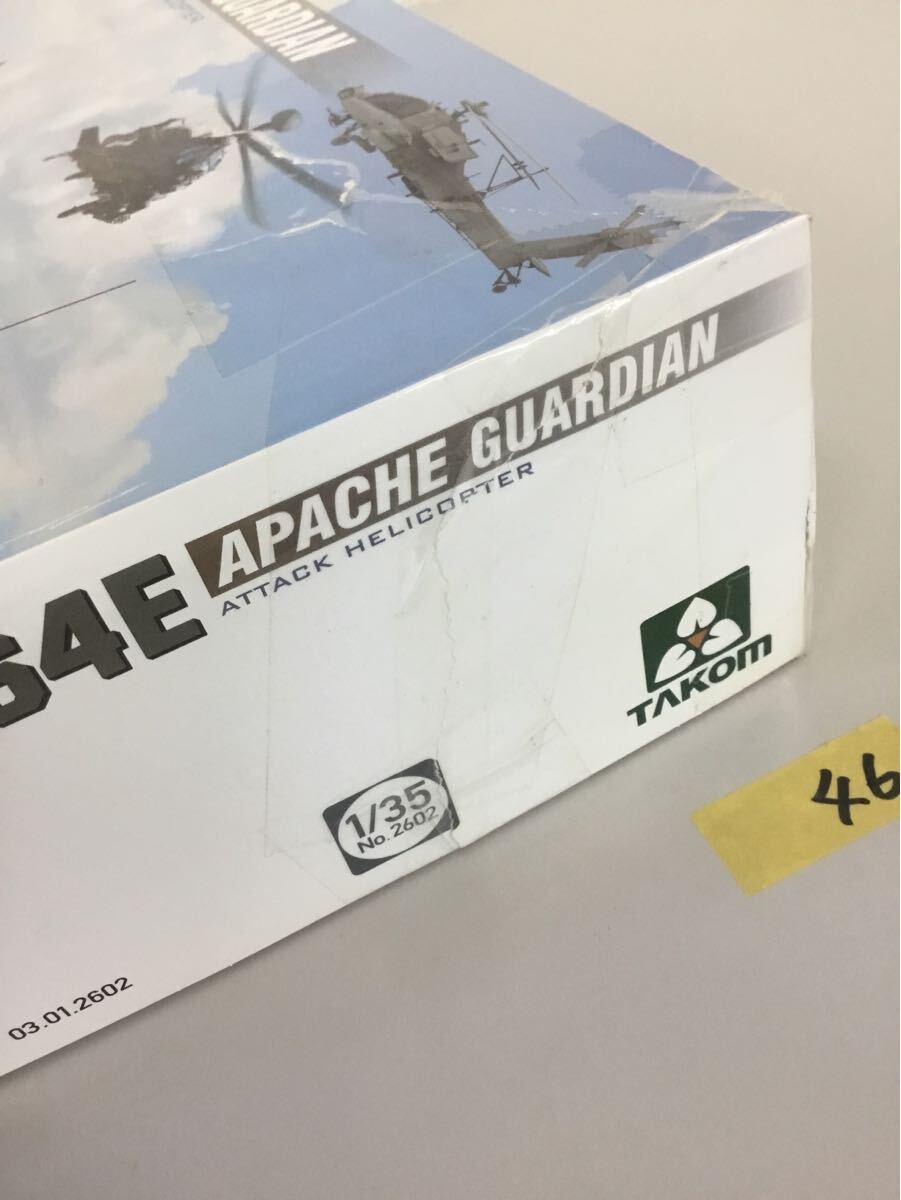 GUARDIAN
64E
APACHE GUARDIAN
ATTACK HELICOPTER
TAKOM
1/35
No.2602
03.01.2602
46